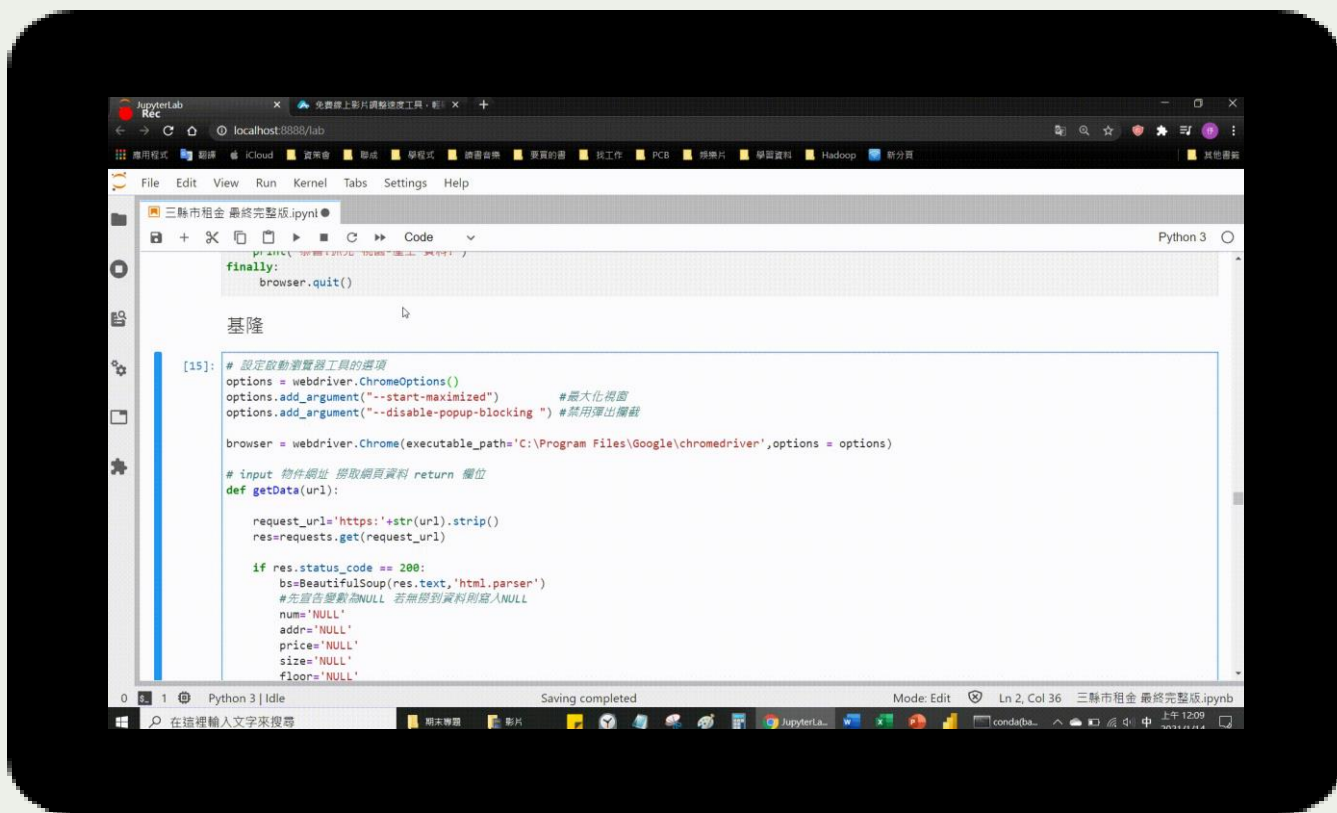 JupyterLab
Rec
免費線上影片調整速度工具，輕
localhost:8888/lab
應用程式 翻譯 iCloud 資策會 聯成 學程式 讀書音樂 要買的書 找工作 PCB 娛樂片 學習資料 Hadoop 新分頁 其他書籤
File Edit View Run Kernel Tabs Settings Help
三縣市租金 最終完整版.ipynb
Code Python 3
finally:
browser.quit()
基隆
[15]: # 設定啟動瀏覽器工具的選項
options = webdriver.ChromeOptions()
options.add_argument("--start-maximized") #最大化視窗
options.add_argument("--disable-popup-blocking ") #禁用彈出攔截
browser = webdriver.Chrome(executable_path='C:\Program Files\Google\chromedriver',options = options)
# input 物件網址 撈取網頁資料 return 欄位
def getData(url):
request_url='https:'+str(url).strip()
res=requests.get(request_url)
if res.status_code == 200:
bs=BeautifulSoup(res.text,'html.parser')
#先宣告變數為NULL 若無撈到資料則寫入NULL
num='NULL'
addr='NULL'
price='NULL'
size='NULL'
floor='NULL'
0 1 Python 3 | Idle Saving completed Mode: Edit Ln 2, Col 36 三縣市租金 最終完整版.ipynb
在這裡輸入文字來搜尋 期末專題 影片 JupyterLa... conda(ba... 中 上午 12:09
2021/1/14